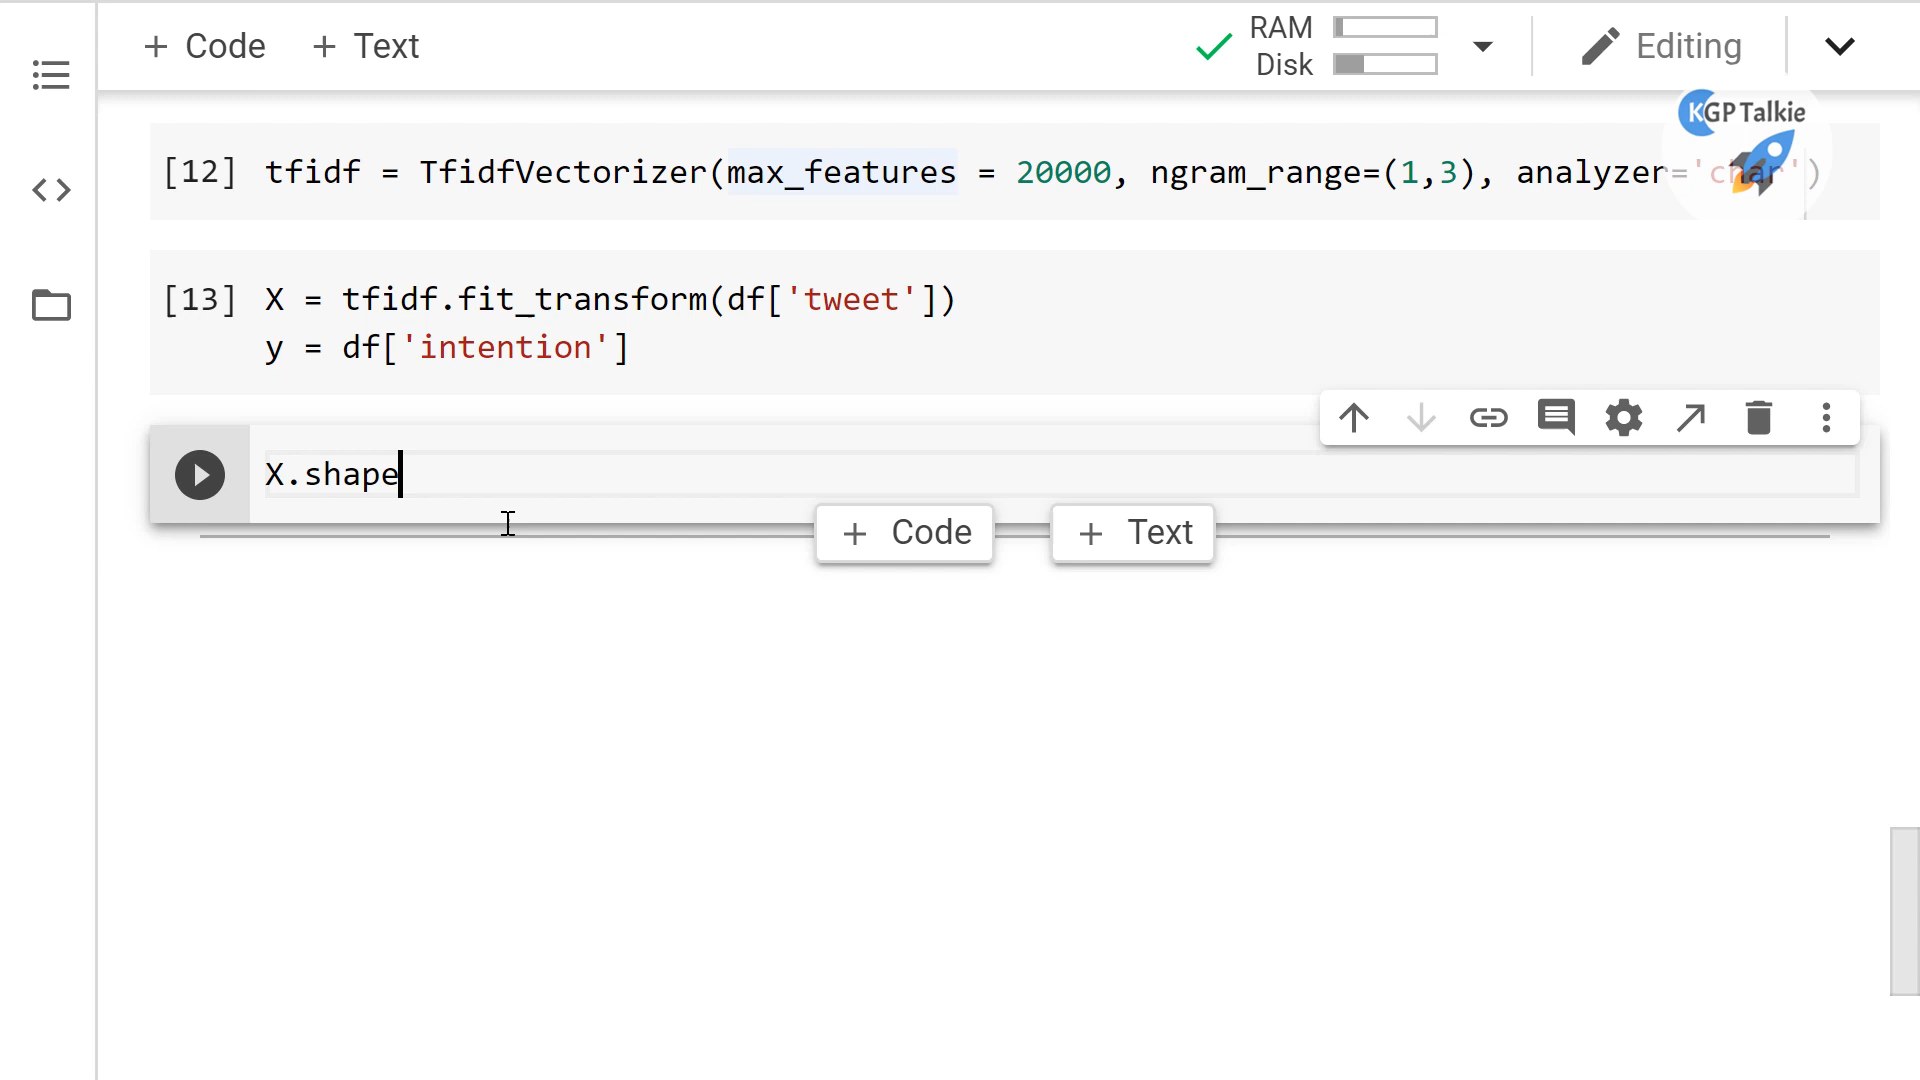 + Code + Text
RAM
Disk
Editing
KGP Talkie
[12] tfidf = TfidfVectorizer(max_features = 20000, ngram_range=(1,3), analyzer='char')
[13] X = tfidf.fit_transform(df['tweet'])
y = df['intention']
X.shape
+ Code + Text